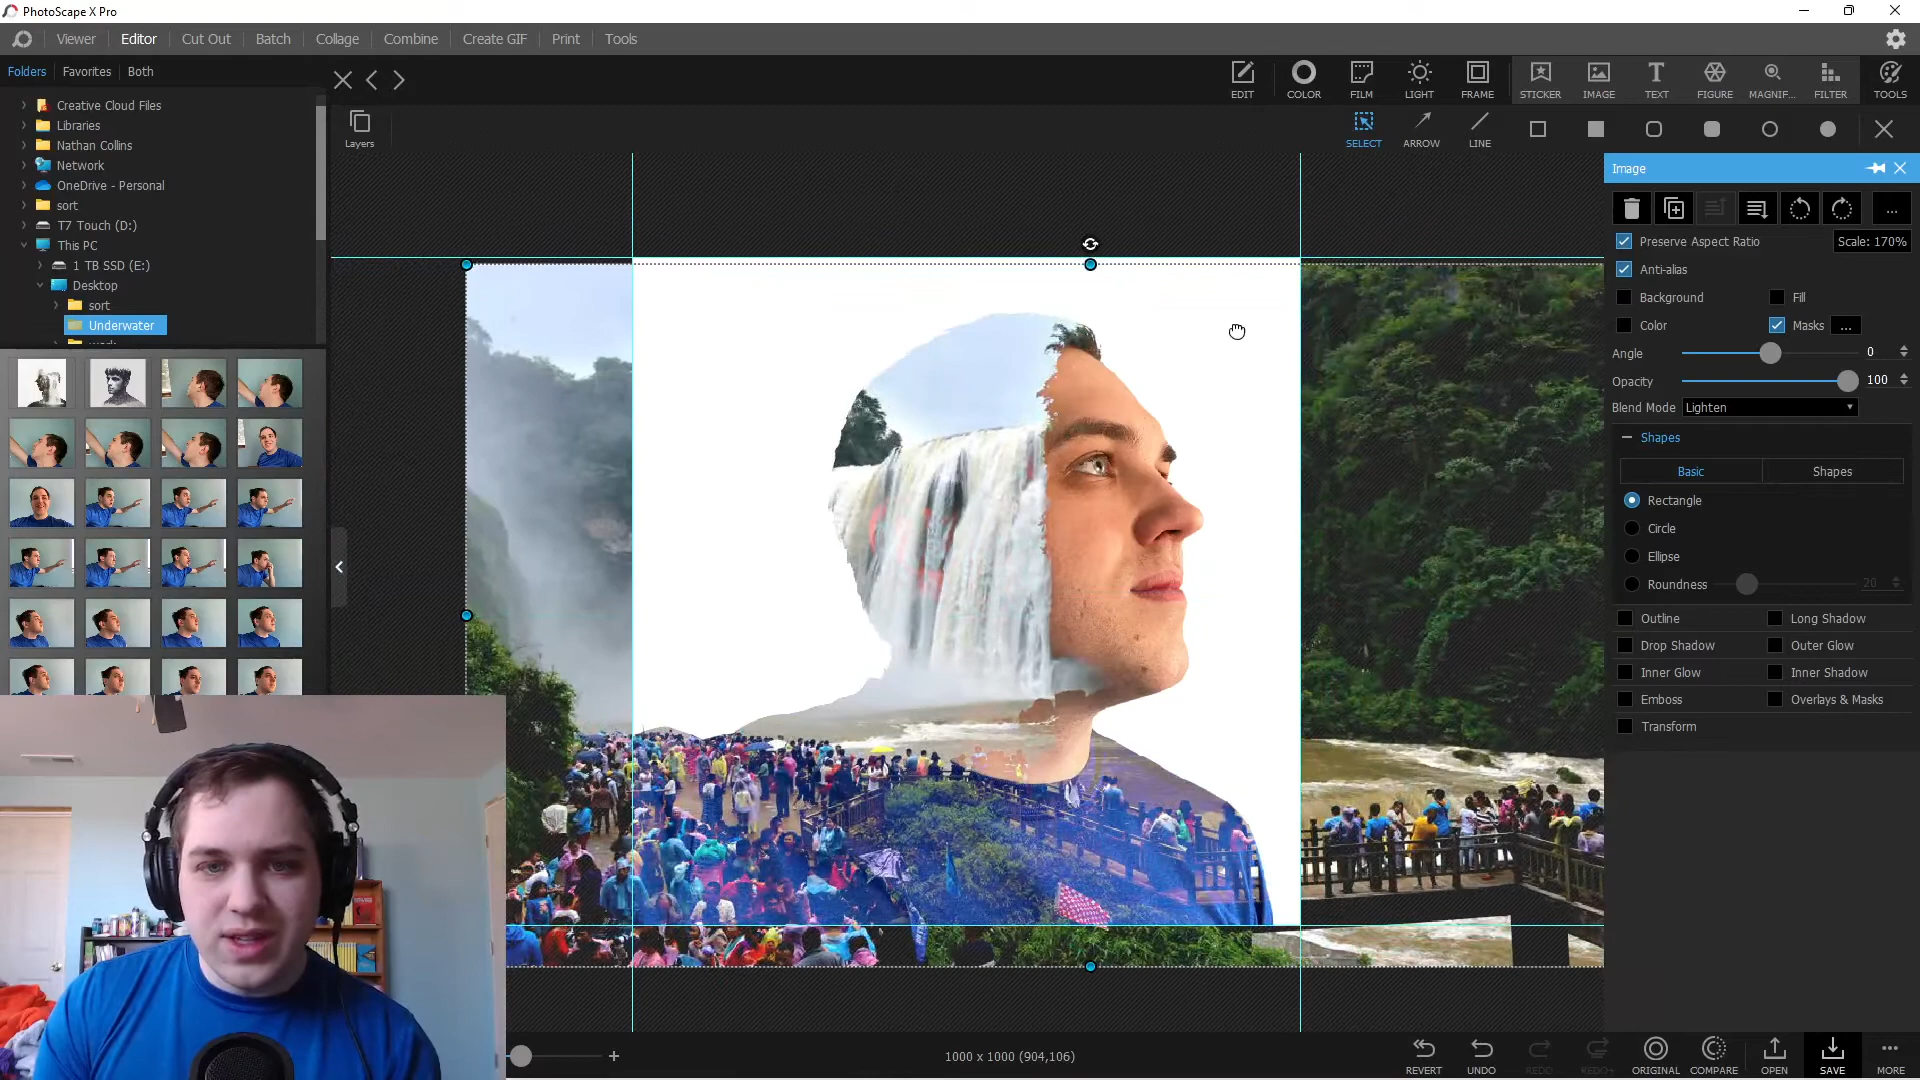 PhotoScape X Pro
Viewer Editor Cut Out Batch Collage Combine Create GIF Print Tools
Folders Favorites Both
EDIT COLOR FILM LIGHT FRAME STICKER IMAGE TEXT FIGURE MAGNIF... FILTER TOOLS
Creative Cloud Files
Libraries
Nathan Collins
Network
OneDrive - Personal
sort
T7 Touch (D:)
This PC
1 TB SSD (E:)
Desktop
sort
Underwater
Layers
SELECT ARROW LINE
Image
...
Preserve Aspect Ratio Scale: 170%
Anti-alias
Background Fill
Color Masks ...
Angle 0
Opacity 100
Blend Mode Lighten
Shapes
Basic Shapes
Rectangle
Circle
Ellipse
Roundness 20
Outline Long Shadow
Drop Shadow Outer Glow
Inner Glow Inner Shadow
Emboss Overlays & Masks
Transform
1000 x 1000 (904,106)
REVERT UNDO REDO REDO+ ORIGINAL COMPARE OPEN SAVE MORE